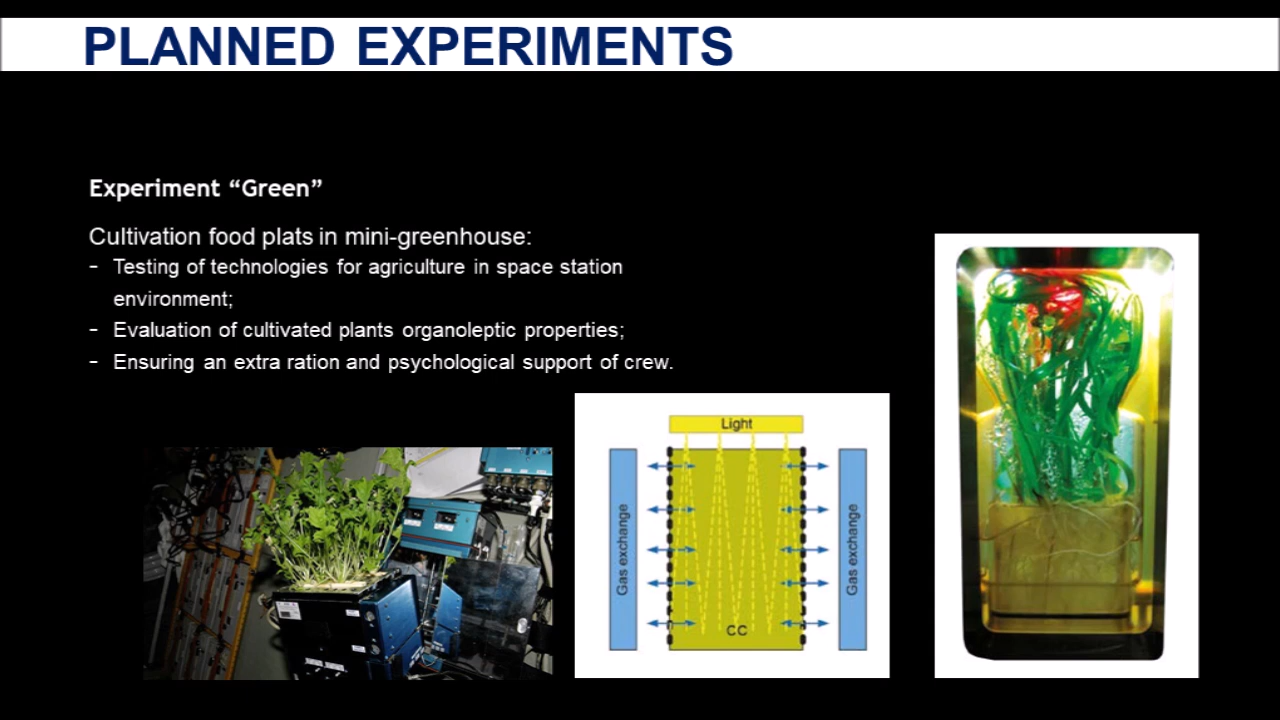 PLANNED EXPERIMENTS
Experiment “Green”
Cultivation food plats in mini-greenhouse:
- Testing of technologies for agriculture in space station
environment;
- Evaluation of cultivated plants organoleptic properties;
- Ensuring an extra ration and psychological support of crew.
Light
Gas exchange
CC
Gas exchange